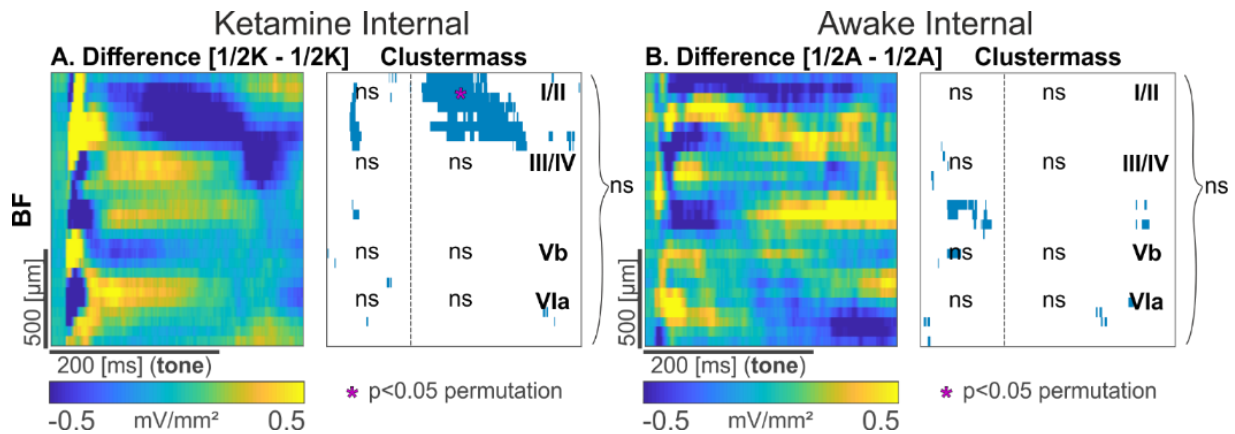 Ketamine Internal
Awake Internal
A. Difference [1/2K - 1/2K]
Clustermass
B. Difference [1/2A - 1/2A]
Clustermass
BF
500 [µm]
200 [ms] (tone)
-0.5 mV/mm² 0.5
ns * I/II
ns ns III/IV
ns ns Vb
ns ns VIa
ns
* p<0.05 permutation
500 [µm]
200 [ms] (tone)
-0.5 mV/mm² 0.5
ns ns I/II
ns ns III/IV
ns ns Vb
ns ns VIa
ns
* p<0.05 permutation